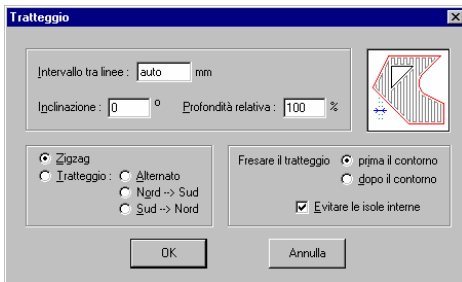 Tratteggio
Intervallo tra linee : auto mm
Inclinazione : 0 ° Profondità relativa : 100 %
Zigzag
Tratteggio : Alternato
Nord --> Sud
Sud --> Nord
Fresare il tratteggio prima il contorno
dopo il contorno
Evitare le isole interne
OK Annulla